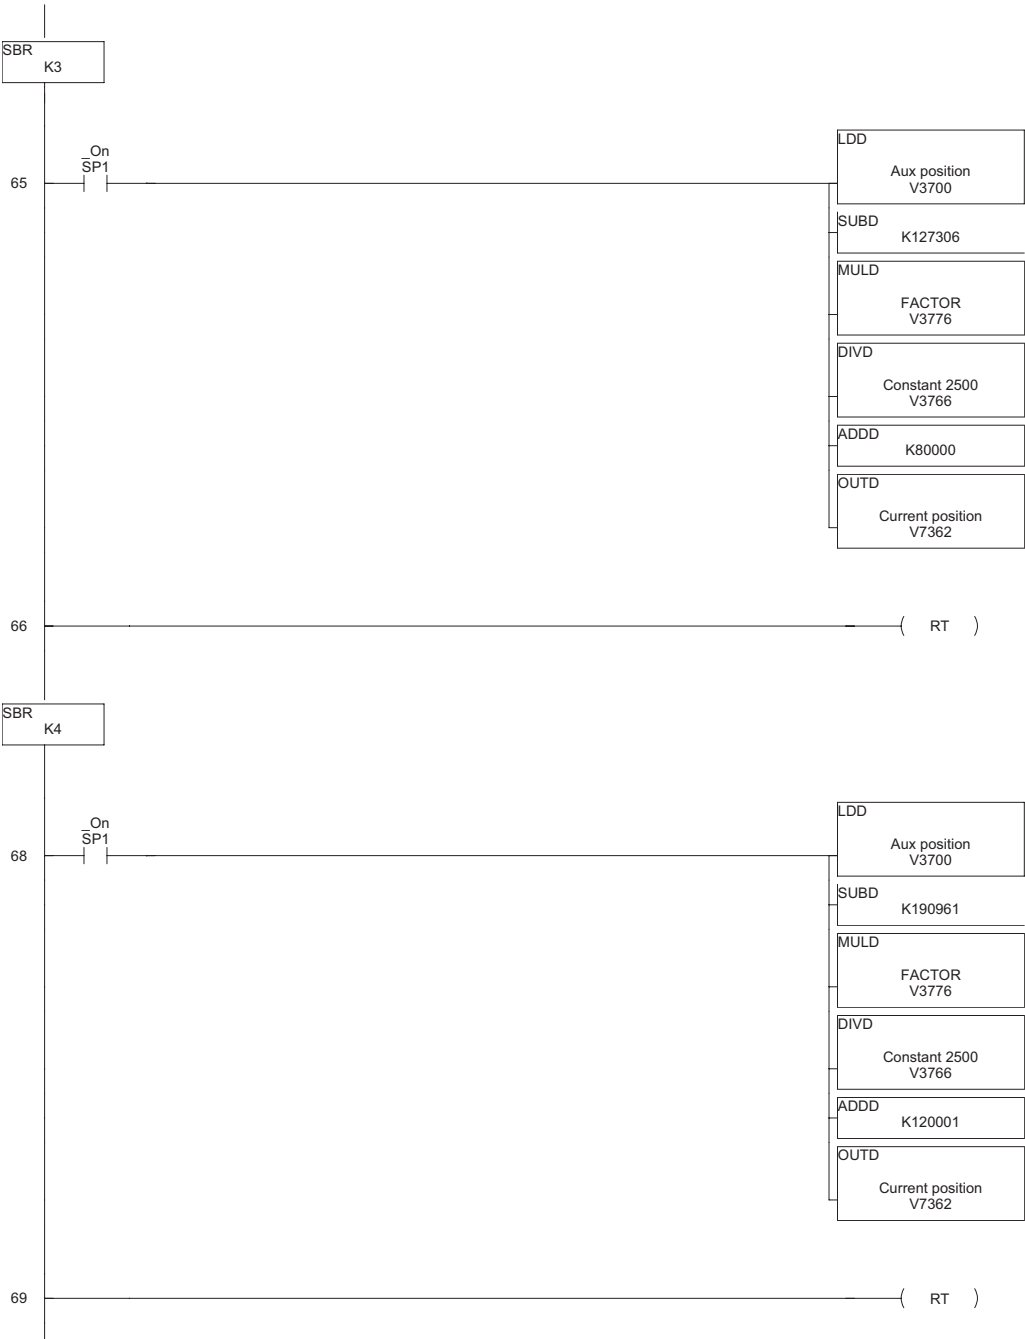 SBR
K3
_On
SP1
65
LDD
Aux position
V3700
SUBD
K127306
MULD
FACTOR
V3776
DIVD
Constant 2500
V3766
ADDD
K80000
OUTD
Current position
V7362
66
( RT )
SBR
K4
_On
SP1
68
LDD
Aux position
V3700
SUBD
K190961
MULD
FACTOR
V3776
DIVD
Constant 2500
V3766
ADDD
K120001
OUTD
Current position
V7362
69
( RT )